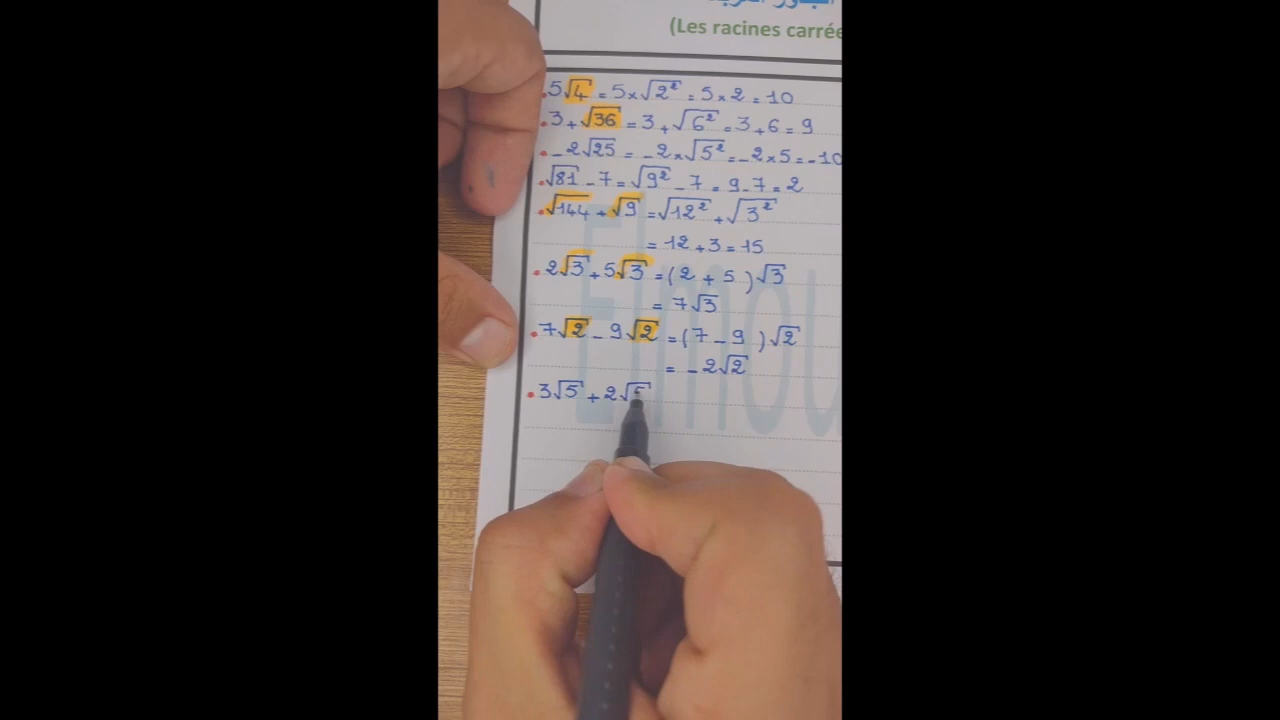 (Les racines carrée
.5√4 = 5×√2² = 5×2 = 10
.3+√36 = 3+√6² = 3+6 = 9
.-2√25 = -2×√5² = -2×5 = -10
.√81 - 7 = √9² - 7 = 9-7 = 2
.√144 + √9 = √12² + √3²
= 12+3 = 15
.2√3 + 5√3 = (2 + 5)√3
= 7√3
.7√2 - 9√2 = (7 - 9)√2
= -2√2
.3√5 + 2√5
Elmou